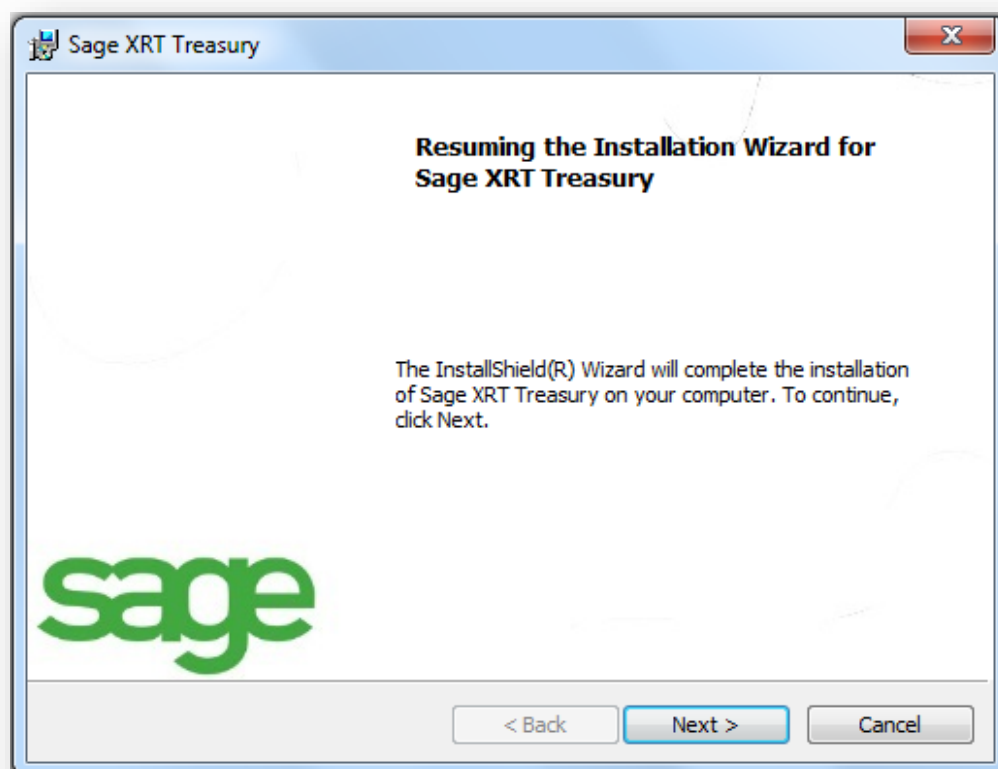 Sage XRT Treasury
Resuming the Installation Wizard for
Sage XRT Treasury
The InstallShield(R) Wizard will complete the installation
of Sage XRT Treasury on your computer. To continue,
click Next.
sage
< Back Next > Cancel